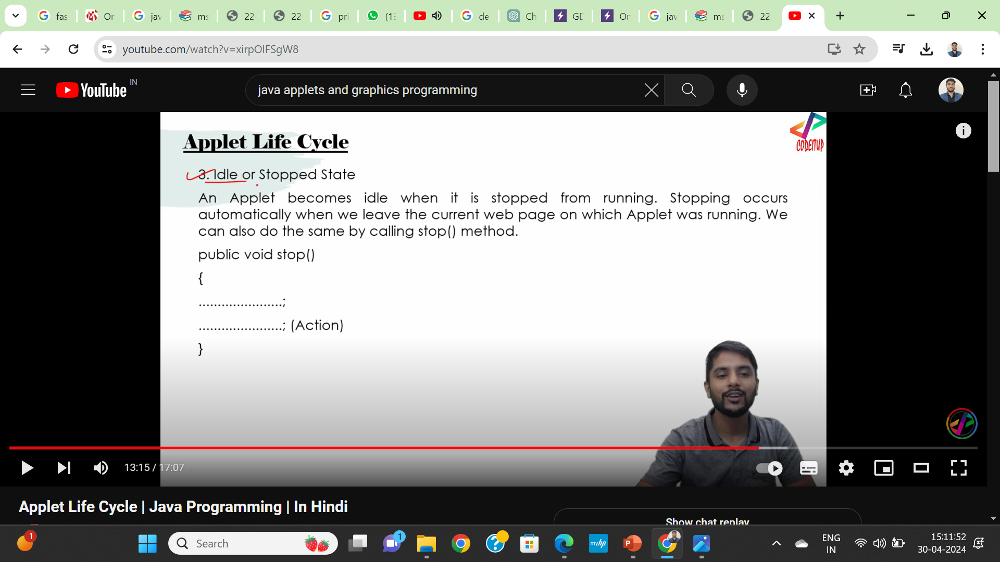 fas
Or
jav
ms
22
22
pri
(13
de
Ch
GD
Or
jav
ms
22
youtube.com/watch?v=xirpOlFSgW8
YouTube IN
java applets and graphics programming
Applet Life Cycle
CODEITUP
3. Idle or Stopped State
An Applet becomes idle when it is stopped from running. Stopping occurs
automatically when we leave the current web page on which Applet was running. We
can also do the same by calling stop() method.
public void stop()
{
......................;
......................; (Action)
}
13:15 / 17:07
Applet Life Cycle | Java Programming | In Hindi
Show chat replay
1
Search
1
myhp
ENG
IN
15:11:52
30-04-2024